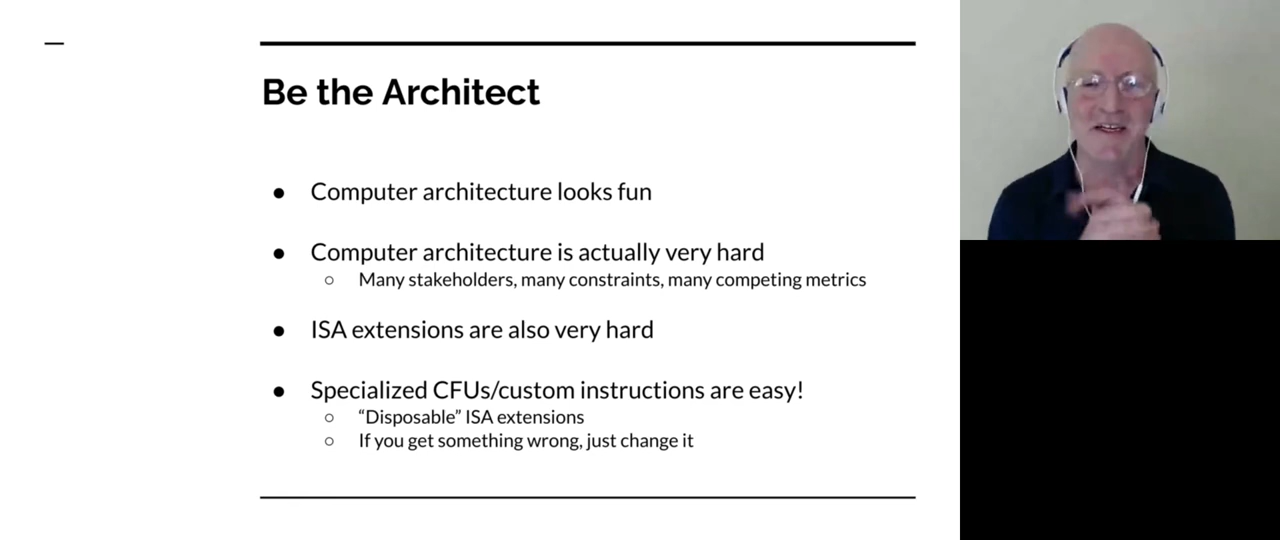 Be the Architect
● Computer architecture looks fun
● Computer architecture is actually very hard
○ Many stakeholders, many constraints, many competing metrics
● ISA extensions are also very hard
● Specialized CFUs/custom instructions are easy!
○ “Disposable” ISA extensions
○ If you get something wrong, just change it